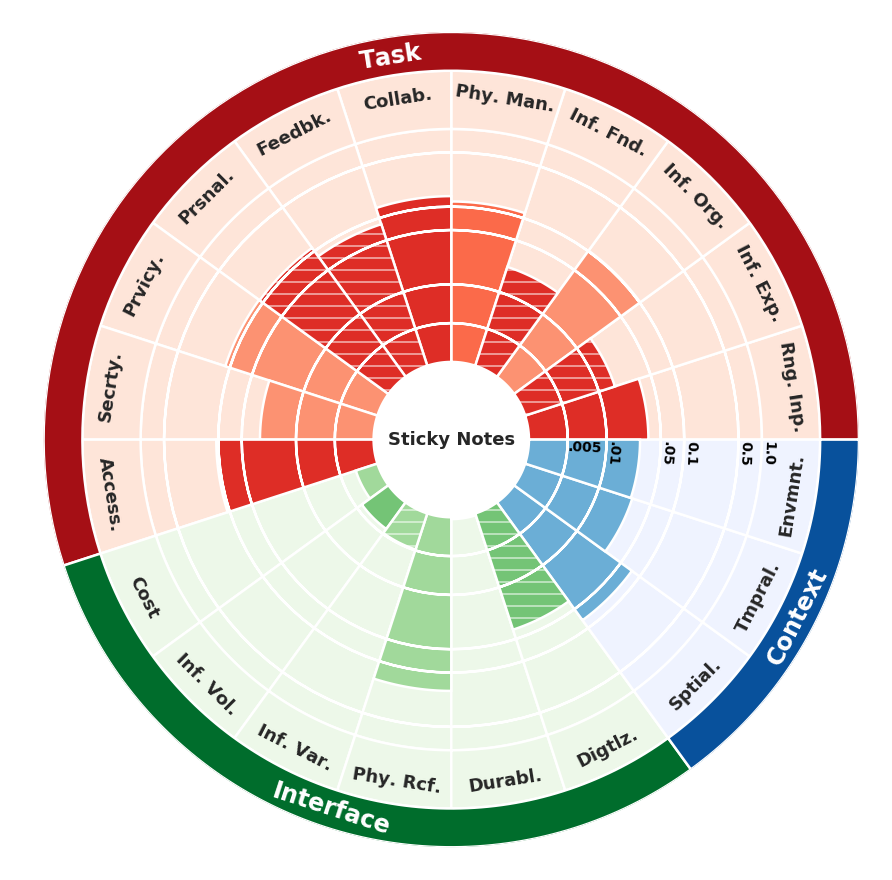 Task
Collab.
Phy. Man.
Feedbk.
Inf. Fnd.
Prsnal.
Inf. Org.
Prvicy.
Inf. Exp.
Secrty.
Rng. Inp.
Sticky Notes
.005
.01
.05
0.1
0.5
1.0
Access.
Envmnt.
Cost
Tmpral.
Context
Inf. Vol.
Sptial.
Inf. Var.
Digtlz.
Phy. Rcf.
Durabl.
Interface